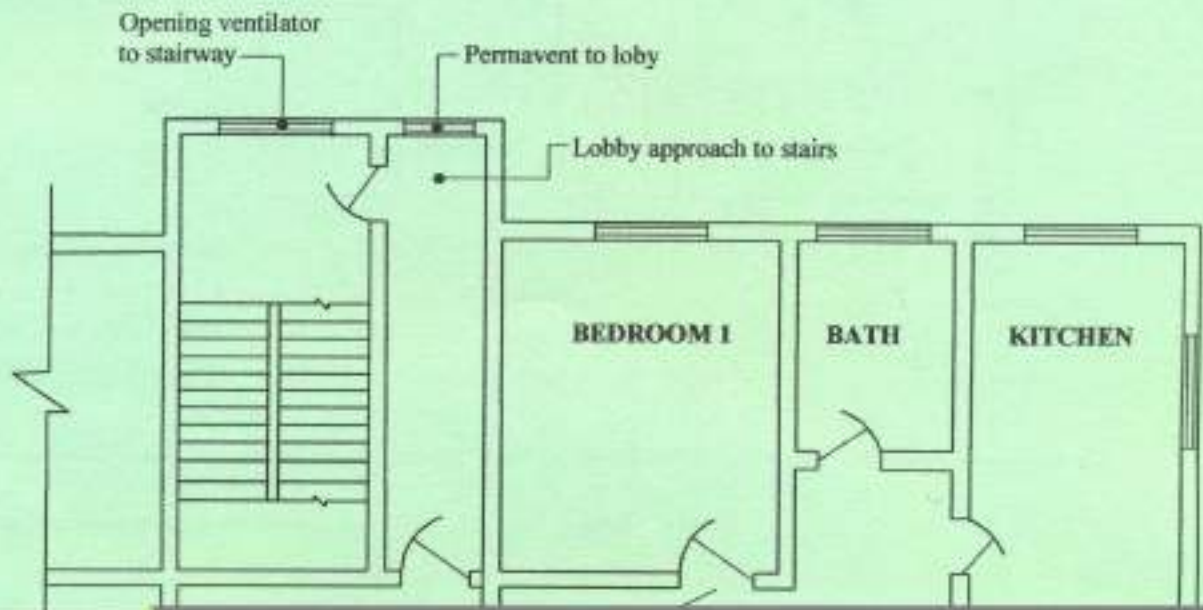 Opening ventilator
to stairway
Permavent to loby
Lobby approach to stairs
BEDROOM 1
BATH
KITCHEN